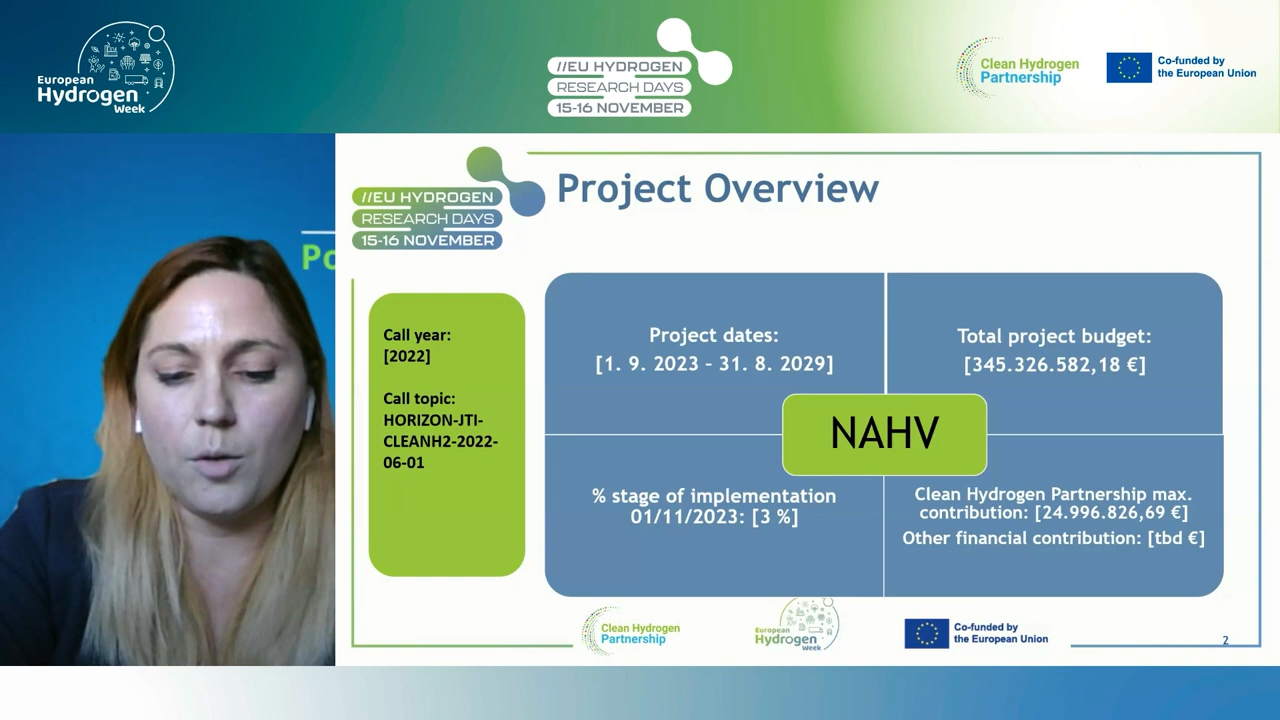 European
Hydrogen
Week
//EU HYDROGEN
RESEARCH DAYS
15-16 NOVEMBER
Clean Hydrogen
Partnership
Co-funded by
the European Union
Po
//EU HYDROGEN
RESEARCH DAYS
15-16 NOVEMBER
Project Overview
Call year:
[2022]
Call topic:
HORIZON-JTI-
CLEANH2-2022-
06-01
Project dates:
[1. 9. 2023 – 31. 8. 2029]
Total project budget:
[345.326.582,18 €]
NAHV
% stage of implementation
01/11/2023: [3 %]
Clean Hydrogen Partnership max.
contribution: [24.996.826,69 €]
Other financial contribution: [tbd €]
Clean Hydrogen
Partnership
European
Hydrogen
Week
Co-funded by
the European Union
2